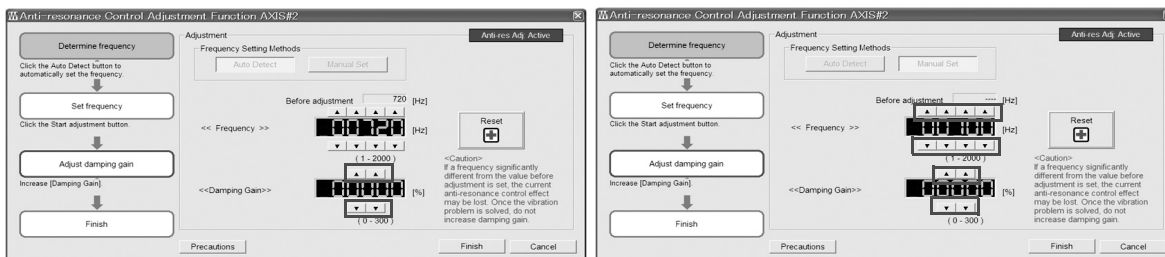 Anti-resonance Control Adjustment Function AXIS#2
Determine frequency
Click the Auto Detect button to
automatically set the frequency.
Set frequency
Click the Start adjustment button.
Adjust damping gain
Increase [Damping Gain].
Finish
Adjustment
Anti-res Adj. Active
Frequency Setting Methods
Auto Detect
Manual Set
Before adjustment 720 [Hz]
<< Frequency >>
[Hz]
( 1 - 2000 )
<<Damping Gain>>
[%]
( 0 - 300 )
Reset
<Caution>
If a frequency significantly
different from the value before
adjustment is set, the current
anti-resonance control effect
may be lost. Once the vibration
problem is solved, do not
increase damping gain.
Precautions
Finish
Cancel
Anti-resonance Control Adjustment Function AXIS#2
Determine frequency
Click the Auto Detect button to
automatically set the frequency.
Set frequency
Click the Start adjustment button.
Adjust damping gain
Increase [Damping Gain].
Finish
Adjustment
Anti-res Adj. Active
Frequency Setting Methods
Auto Detect
Manual Set
Before adjustment ---- [Hz]
<< Frequency >>
[Hz]
( 1 - 2000 )
<<Damping Gain>>
[%]
( 0 - 300 )
Reset
<Caution>
If a frequency significantly
different from the value before
adjustment is set, the current
anti-resonance control effect
may be lost. Once the vibration
problem is solved, do not
increase damping gain.
Precautions
Finish
Cancel